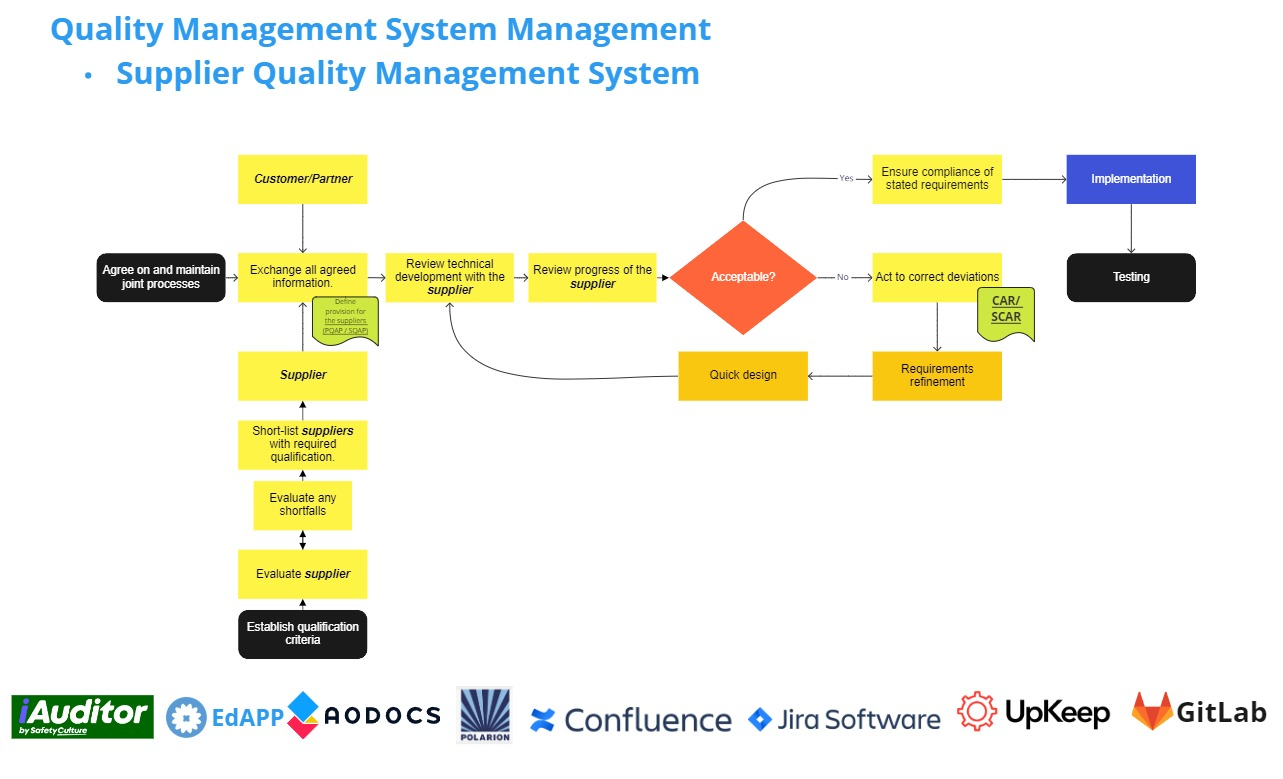 Quality Management System Management
• Supplier Quality Management System
Customer/Partner
Agree on and maintain
joint processes
Exchange all agreed
information.
Define
provision for
the suppliers
(PQAP / SQAP)
Review technical
development with the
supplier
Review progress of the
supplier
Acceptable?
Yes
Ensure compliance of
stated requirements
Implementation
Testing
No
Act to correct deviations
CAR/
SCAR
Requirements
refinement
Quick design
Supplier
Short-list suppliers
with required
qualification.
Evaluate any
shortfalls
Evaluate supplier
Establish qualification
criteria
iAuditor
by SafetyCulture
EdAPP
AODOCS
POLARION
Confluence
Jira Software
UpKeep
GitLab